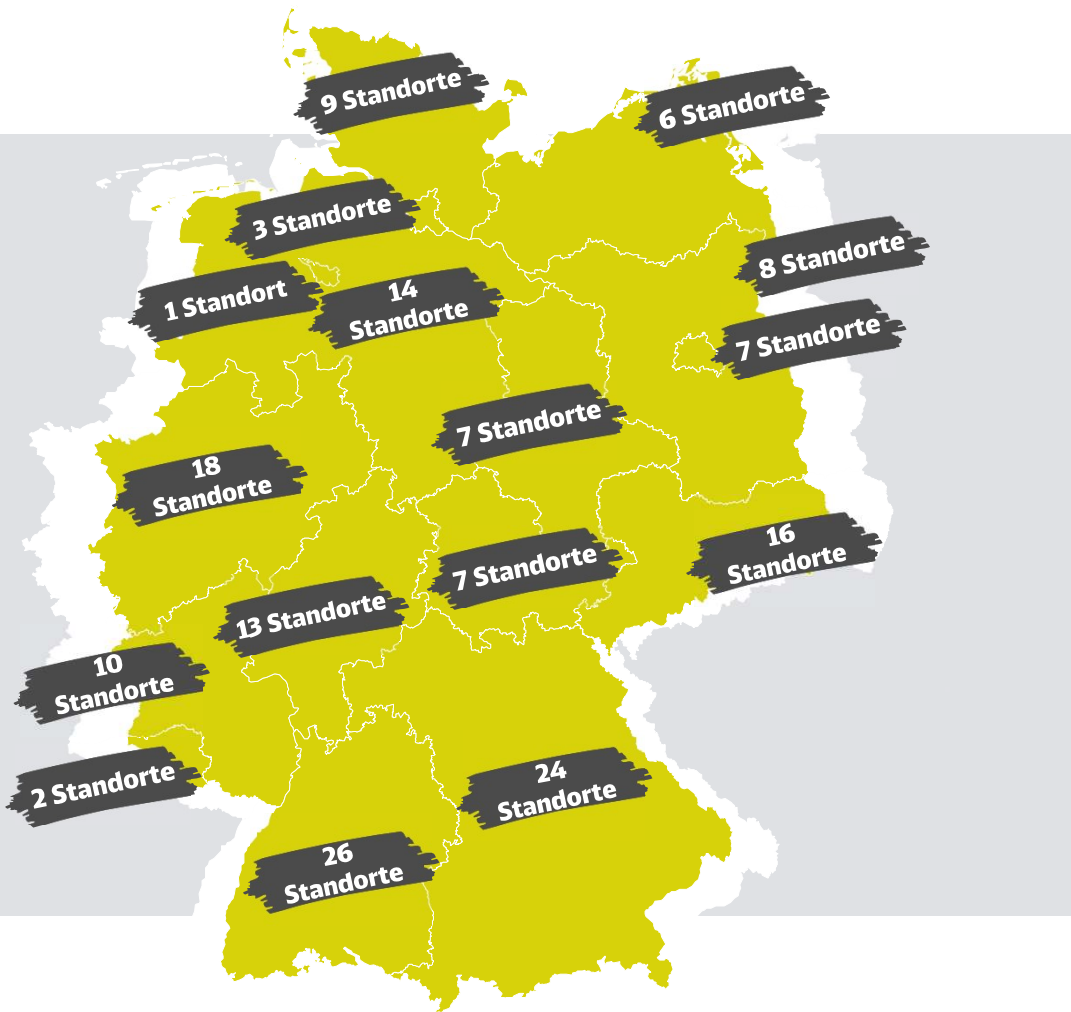 9 Standorte
6 Standorte
3 Standorte
8 Standorte
1 Standort
14
Standorte
7 Standorte
7 Standorte
18
Standorte
16
Standorte
7 Standorte
13 Standorte
10
Standorte
2 Standorte
24
Standorte
26
Standorte